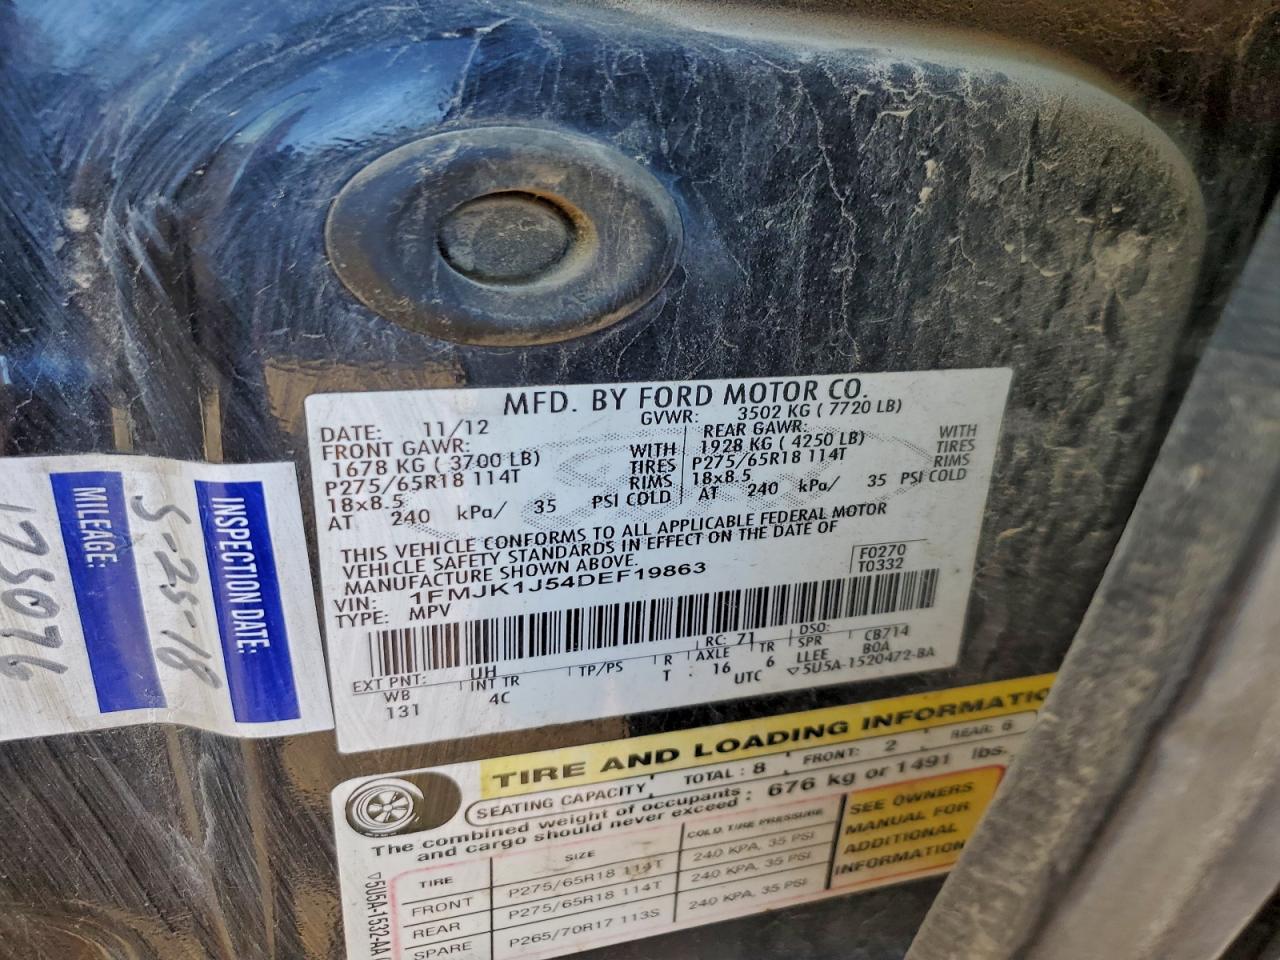 MFD. BY FORD MOTOR CO.
DATE: 11/12
GVWR: 3502 KG ( 7720 LB)
FRONT GAWR:
1678 KG ( 3700 LB)
P275/65R18 114T
18x8.5
AT 240 kPa/ 35 PSI COLD
WITH
TIRES
RIMS
REAR GAWR:
1928 KG ( 4250 LB)
P275/65R18 114T
18x8.5
AT 240 kPa/ 35 PSI COLD
WITH
TIRES
RIMS
THIS VEHICLE CONFORMS TO ALL APPLICABLE FEDERAL MOTOR
VEHICLE SAFETY STANDARDS IN EFFECT ON THE DATE OF
MANUFACTURE SHOWN ABOVE.
VIN: 1FMJK1J54DEF19863
TYPE: MPV
F0270
T0332
EXT PNT: UH RC: 71 DSO:
WB INT TR TP/PS R AXLE TR SPR CB714
131 4C T : 16 6 LLEE B0A
UTC ▽5U5A-1520472-BA
INSPECTION DATE:
5-25-18
MILEAGE:
175076
TIRE AND LOADING INFORMATIO
SEATING CAPACITY TOTAL : 8 FRONT: 2 REAR: 6
The combined weight of occupants
and cargo should never exceed : 676 kg or 1491 lbs.
TIRE SIZE COLD TIRE PRESSURE
FRONT P275/65R18 114T 240 KPA, 35 PSI
REAR P275/65R18 114T 240 KPA, 35 PSI
SPARE P265/70R17 113S 240 KPA, 35 PSI
SEE OWNERS
MANUAL FOR
ADDITIONAL
INFORMATION
▽5U5A-1532-AA